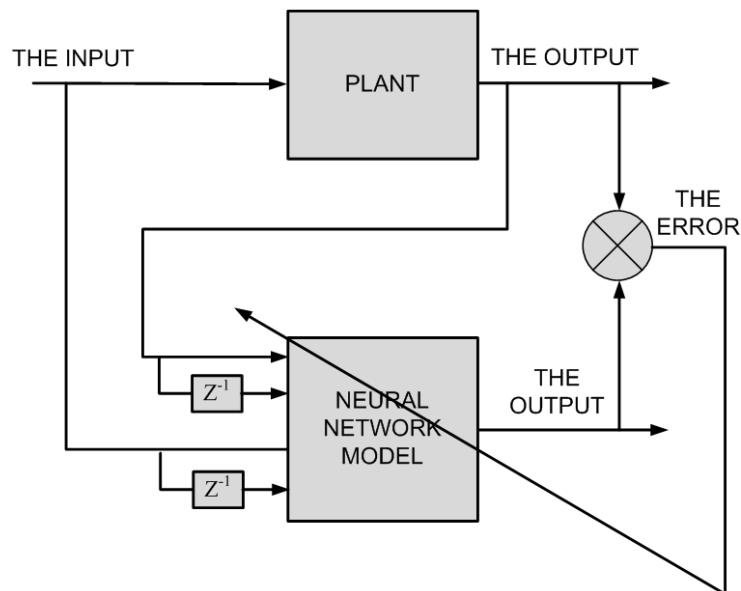 THE INPUT
PLANT
THE OUTPUT
THE
ERROR
Z⁻¹
NEURAL
NETWORK
MODEL
THE
OUTPUT
Z⁻¹